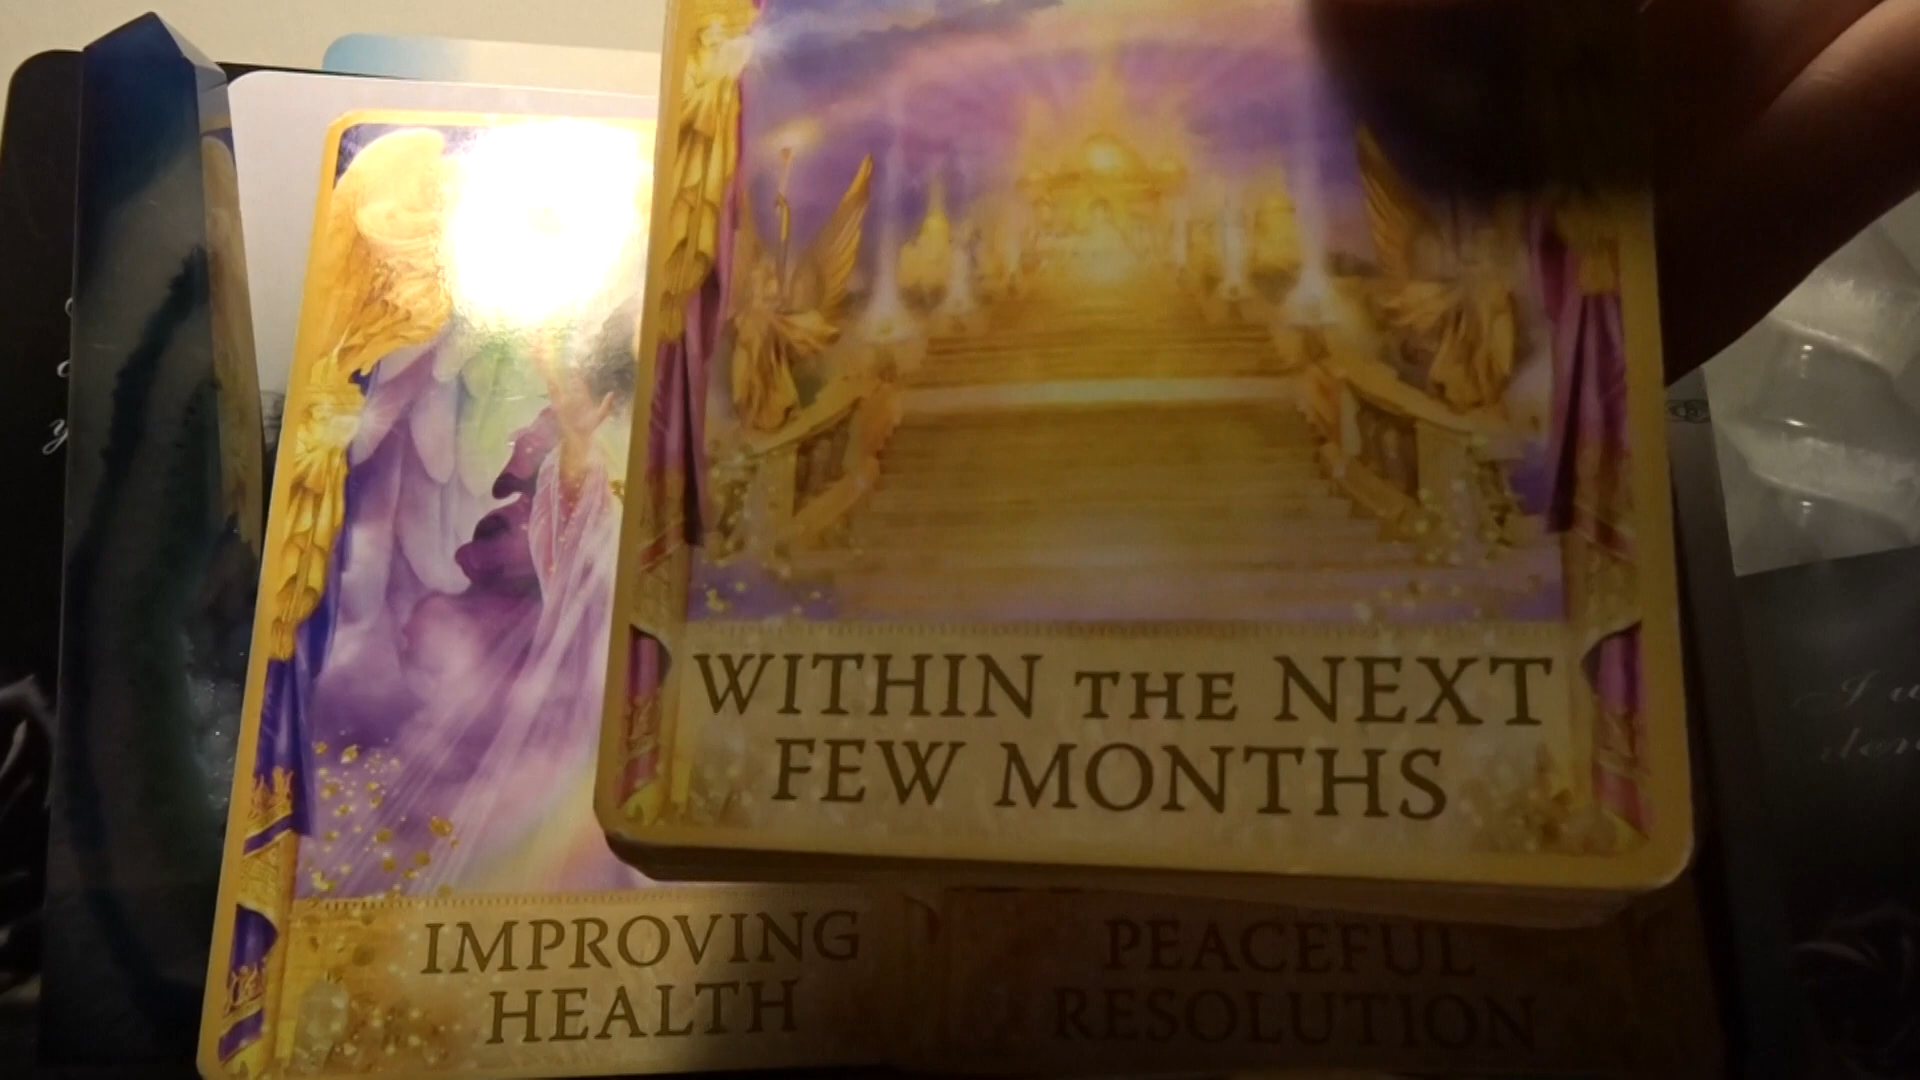 WITHIN THE NEXT
FEW MONTHS
IMPROVING
HEALTH
PEACEFUL
RESOLUTION